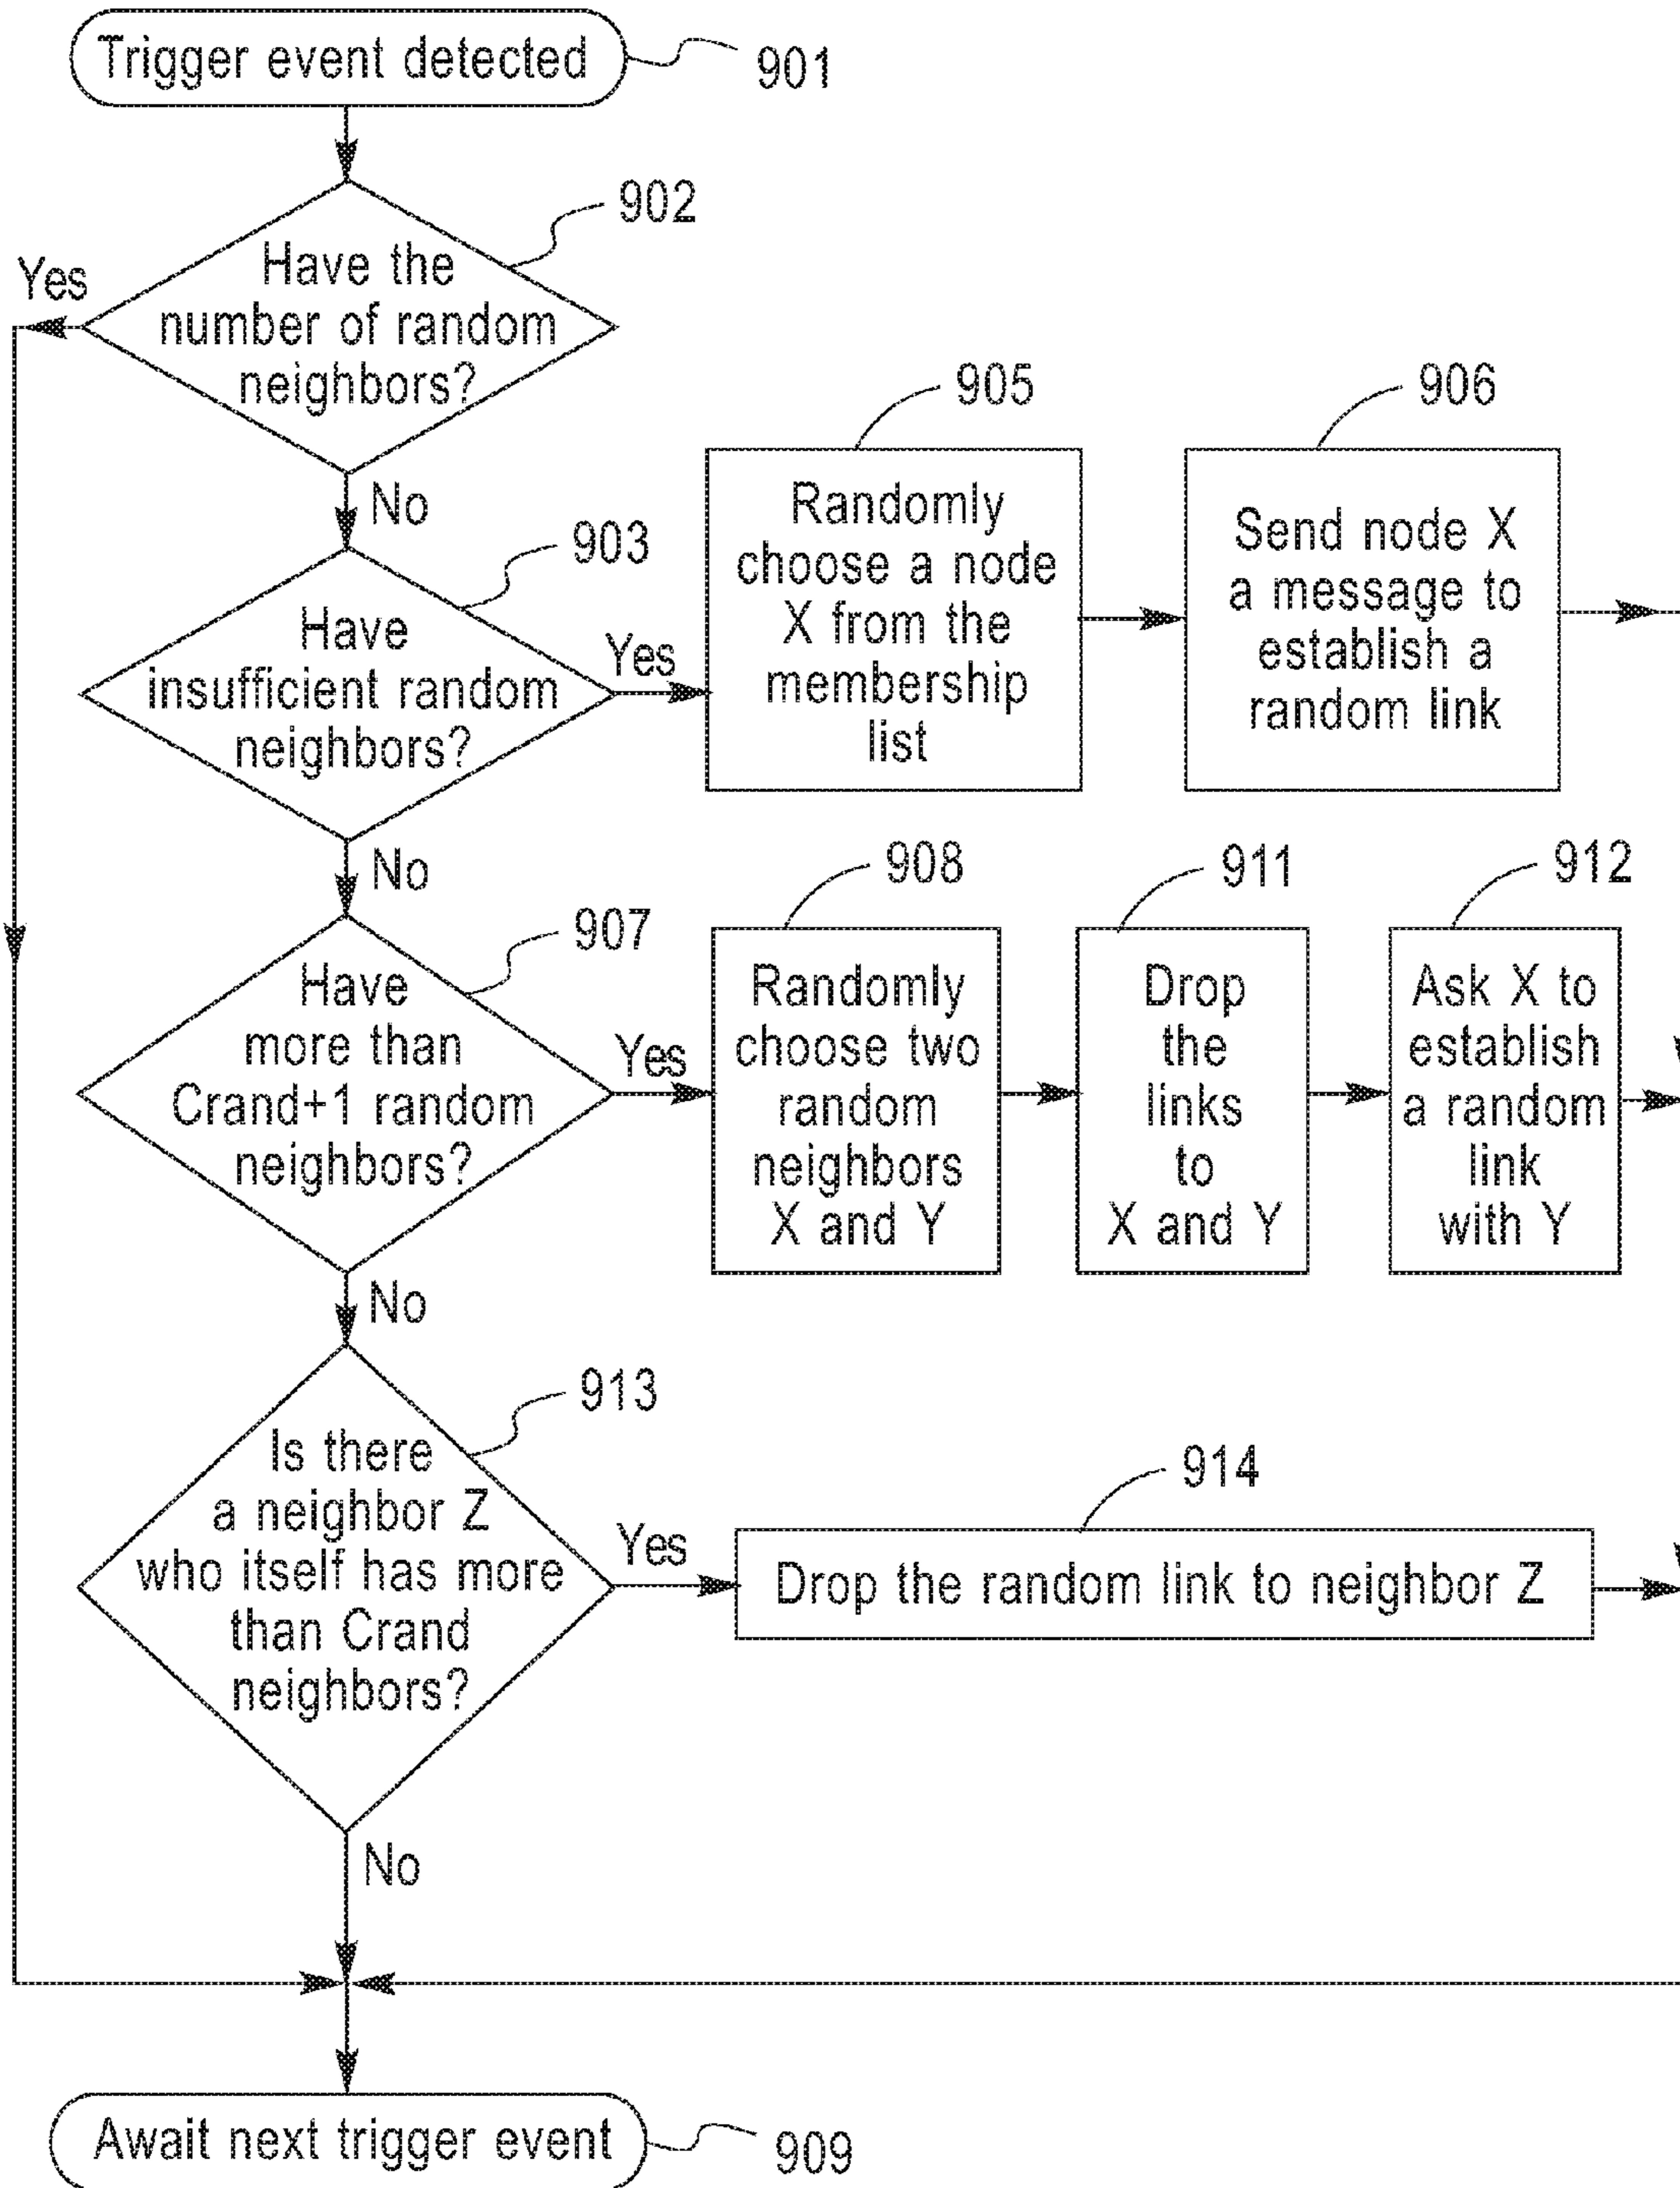 Trigger event detected
901
902
Yes
Have the
number of random
neighbors?
No
903
Have
insufficient random
neighbors?
Yes
905
Randomly
choose a node
X from the
membership
list
906
Send node X
a message to
establish a
random link
No
907
Have
more than
Crand+1 random
neighbors?
Yes
908
Randomly
choose two
random
neighbors
X and Y
911
Drop
the
links
to
X and Y
912
Ask X to
establish
a random
link
with Y
No
913
Is there
a neighbor Z
who itself has more
than Crand
neighbors?
Yes
914
Drop the random link to neighbor Z
No
Await next trigger event
909